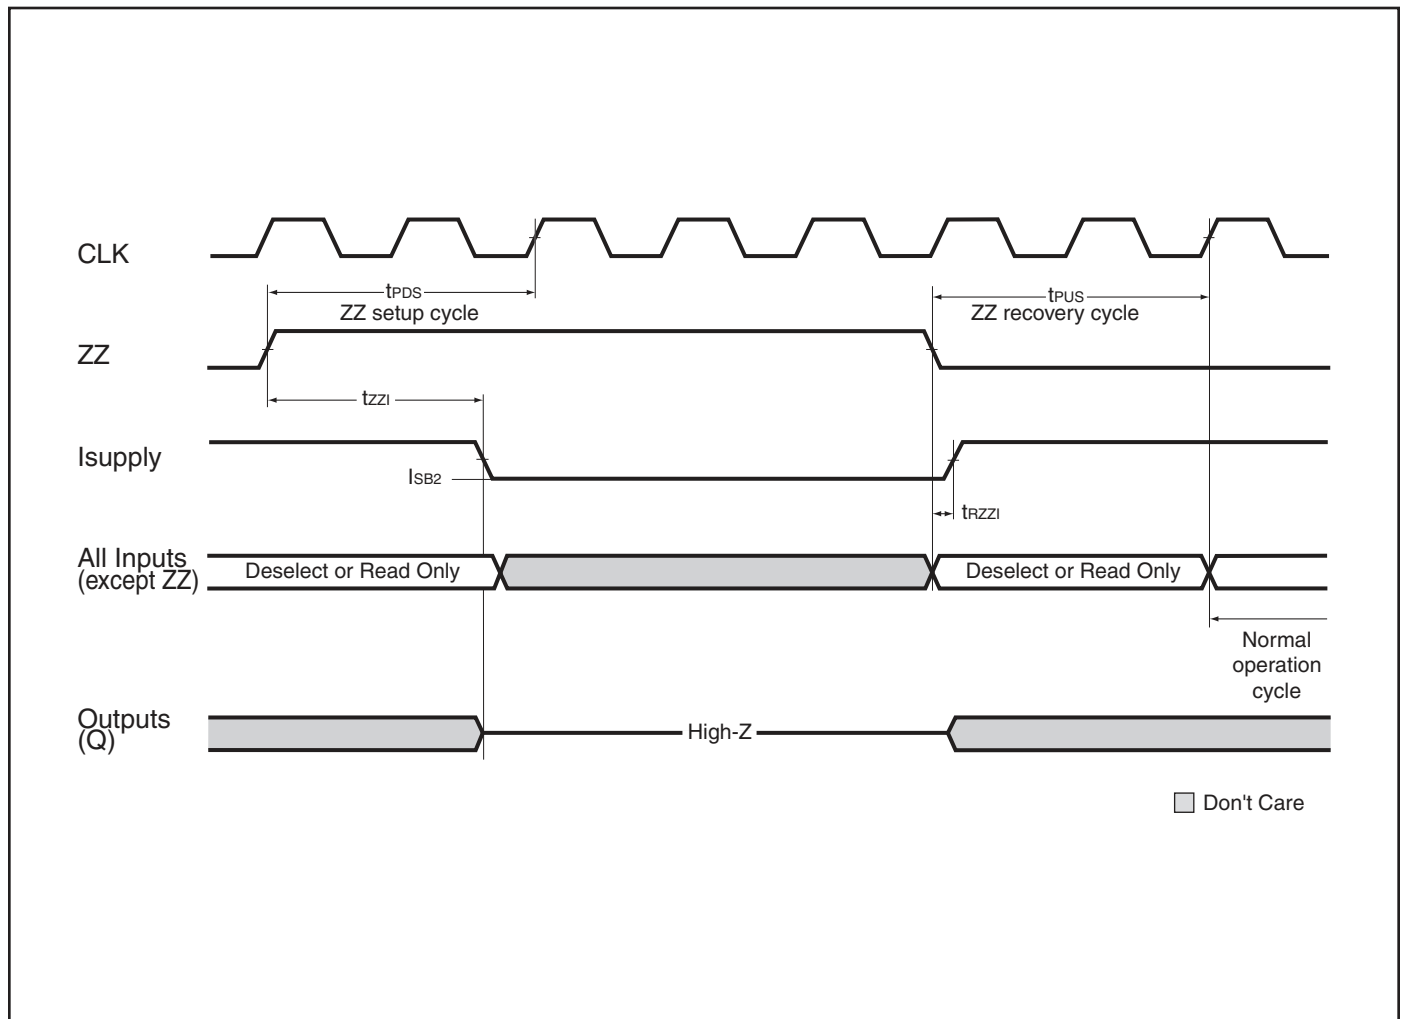 CLK
tPDS
ZZ setup cycle
tPUS
ZZ recovery cycle
ZZ
tZZI
Isupply
ISB2
tRZZI
All Inputs
(except ZZ)
Deselect or Read Only
Deselect or Read Only
Normal
operation
cycle
Outputs
(Q)
High-Z
Don't Care